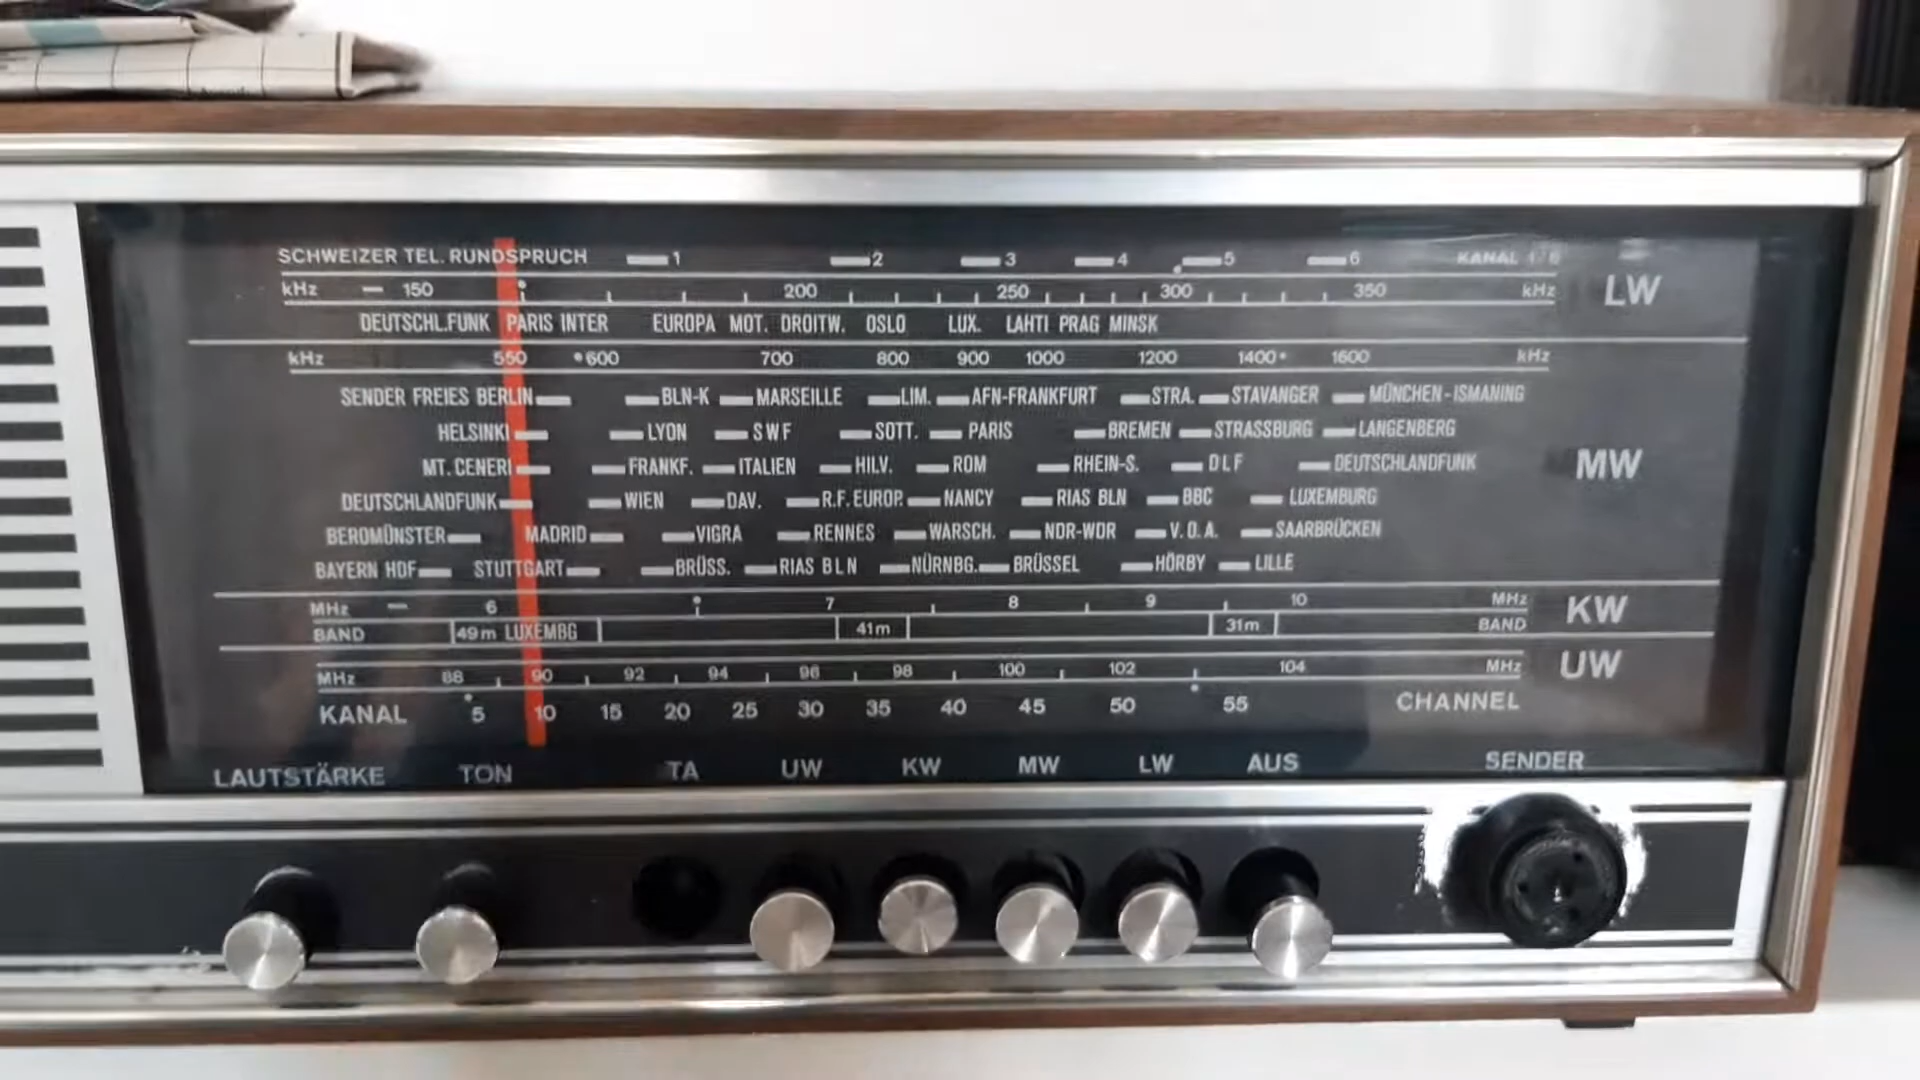 SCHWEIZER TEL. RUNDSPRUCH 1 2 3 4 5 6 KANAL 1-6
kHz 150 200 250 300 350 kHz LW
DEUTSCHL.FUNK PARIS INTER EUROPA MOT. DROITW. OSLO LUX. LAHTI PRAG MINSK
kHz 550 600 700 800 900 1000 1200 1400 1600 kHz
SENDER FREIES BERLIN BLN-K MARSEILLE LIM. AFN-FRANKFURT STRA. STAVANGER MÜNCHEN-ISMANING
HELSINKI LYON SWF SOTT. PARIS BREMEN STRASSBURG LANGENBERG
MT. CENERI FRANKF. ITALIEN HILV. ROM RHEIN-S. DLF DEUTSCHLANDFUNK MW
DEUTSCHLANDFUNK WIEN DAV. R.F. EUROP. NANCY RIAS BLN BBC LUXEMBURG
BEROMÜNSTER MADRID VIGRA RENNES WARSCH. NDR-WDR V.O.A. SAARBRÜCKEN
BAYERN HDF STUTTGART BRÜSS. RIAS BLN NÜRNBG. BRÜSSEL HÖRBY LILLE
MHz 6 7 8 9 10 MHz KW
BAND 49m LUXEMBG 41m 31m BAND
MHz 88 90 92 94 96 98 100 102 104 MHz UW
KANAL 5 10 15 20 25 30 35 40 45 50 55 CHANNEL
LAUTSTÄRKE TON TA UW KW MW LW AUS SENDER